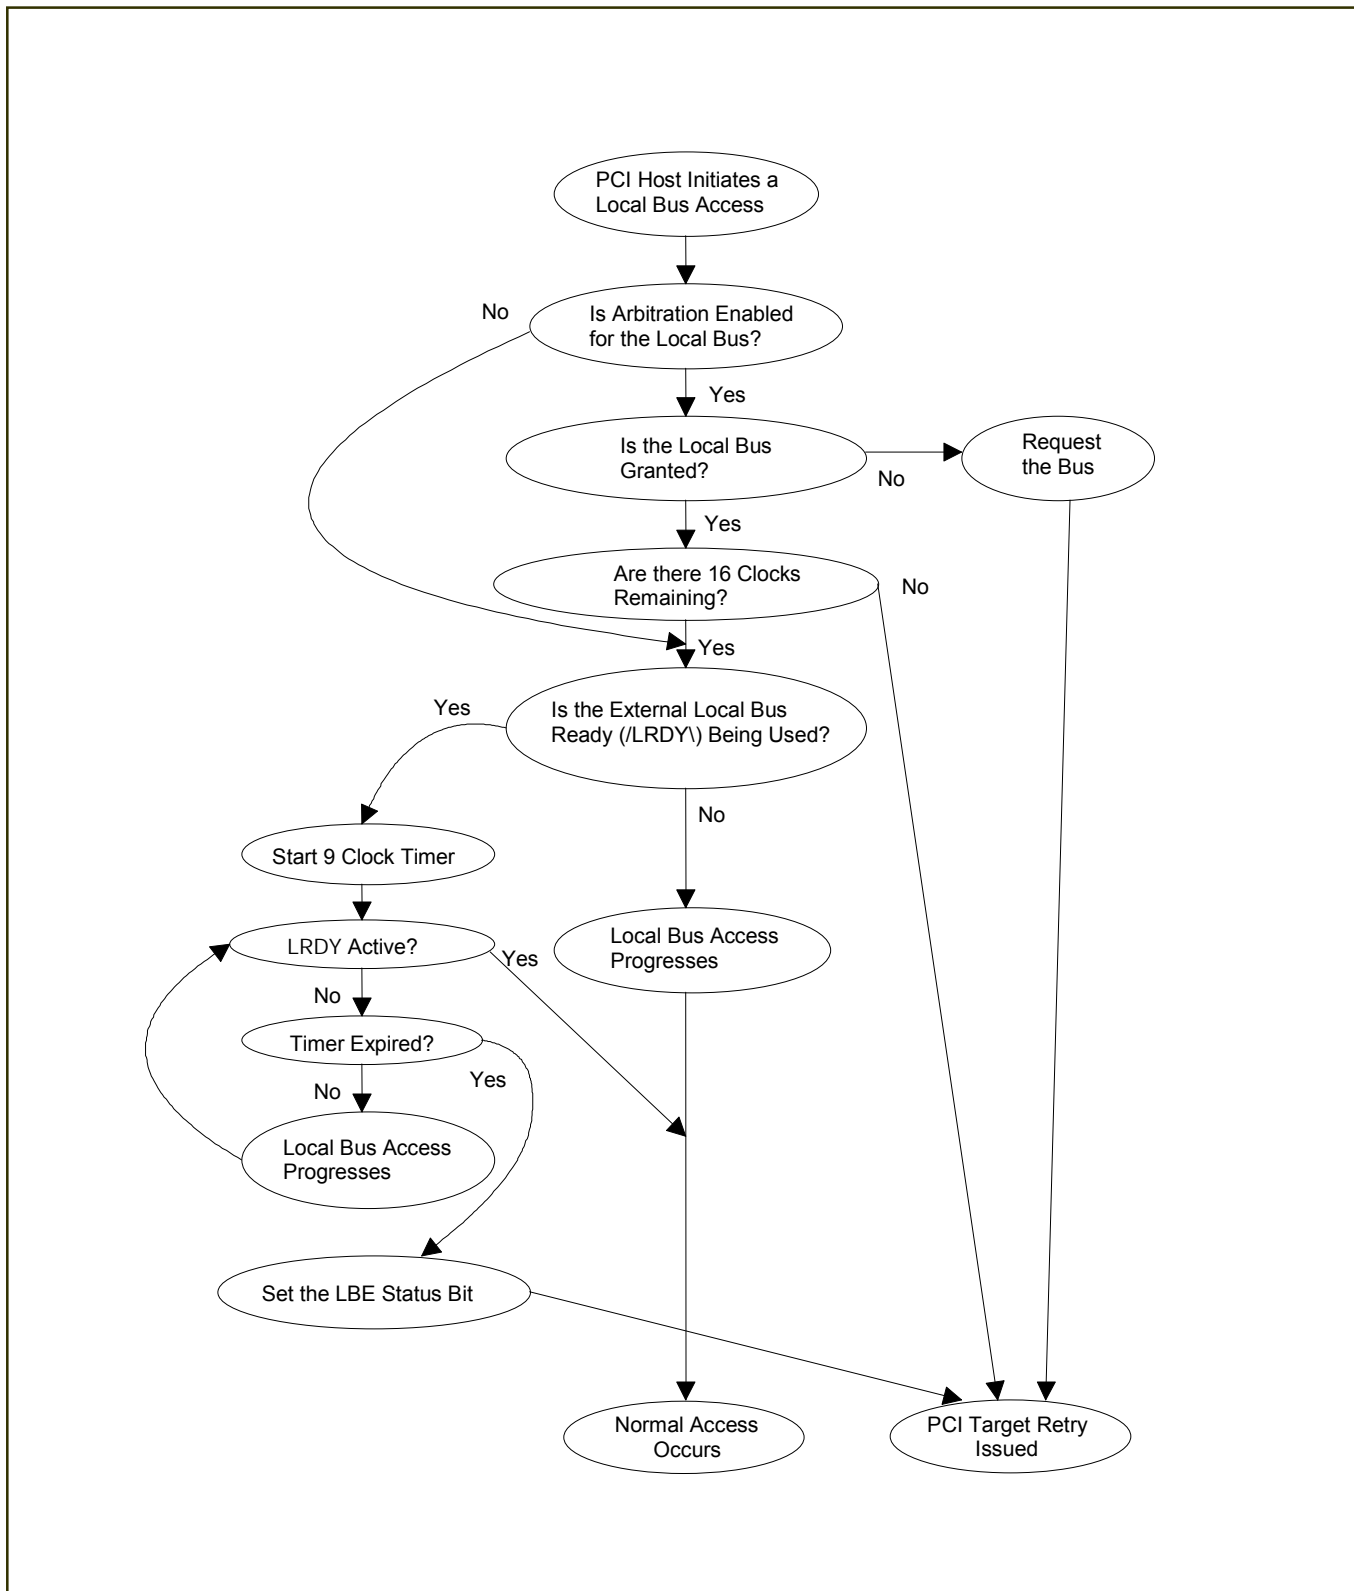 PCI Host Initiates a
Local Bus Access
No
Is Arbitration Enabled
for the Local Bus?
Yes
Is the Local Bus
Granted?
No
Request
the Bus
Yes
Are there 16 Clocks
Remaining?
No
Yes
Is the External Local Bus
Ready (/LRDY\) Being Used?
Yes
No
Start 9 Clock Timer
LRDY Active?
Yes
Local Bus Access
Progresses
No
Timer Expired?
Yes
No
Local Bus Access
Progresses
Set the LBE Status Bit
Normal Access
Occurs
PCI Target Retry
Issued